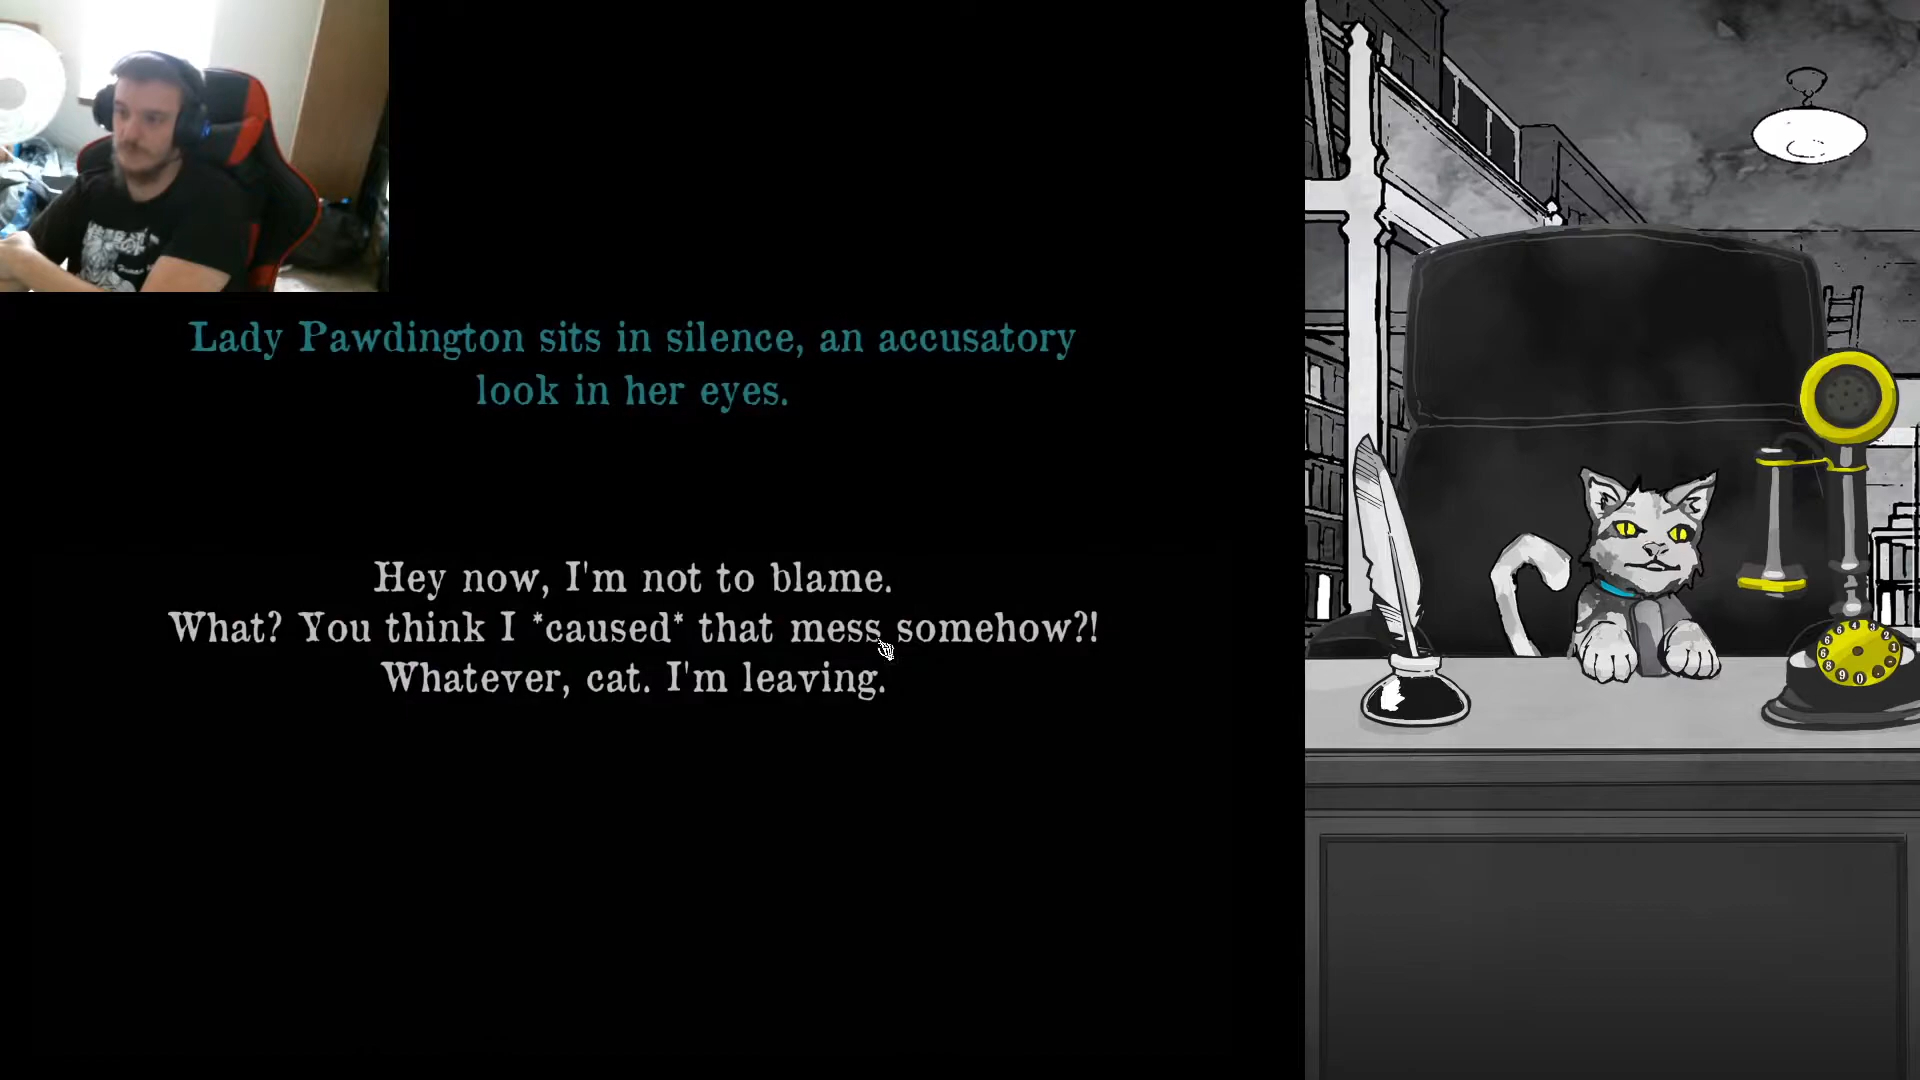 Lady Pawdington sits in silence, an accusatory
look in her eyes.
Hey now, I'm not to blame.
What? You think I *caused* that mess somehow?!
Whatever, cat. I'm leaving.